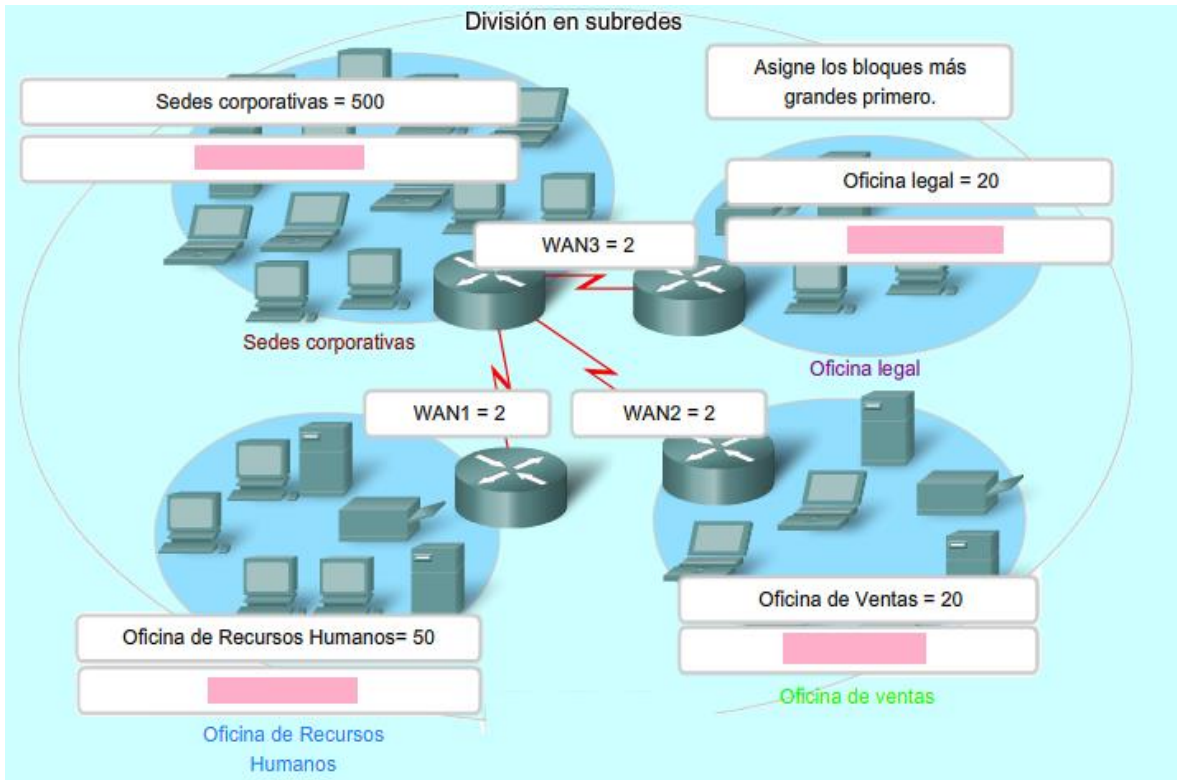 División en subredes
Asigne los bloques más
grandes primero.
Sedes corporativas = 500
Oficina legal = 20
WAN3 = 2
Sedes corporativas
Oficina legal
WAN1 = 2
WAN2 = 2
Oficina de Recursos Humanos= 50
Oficina de Ventas = 20
Oficina de ventas
Oficina de Recursos
Humanos